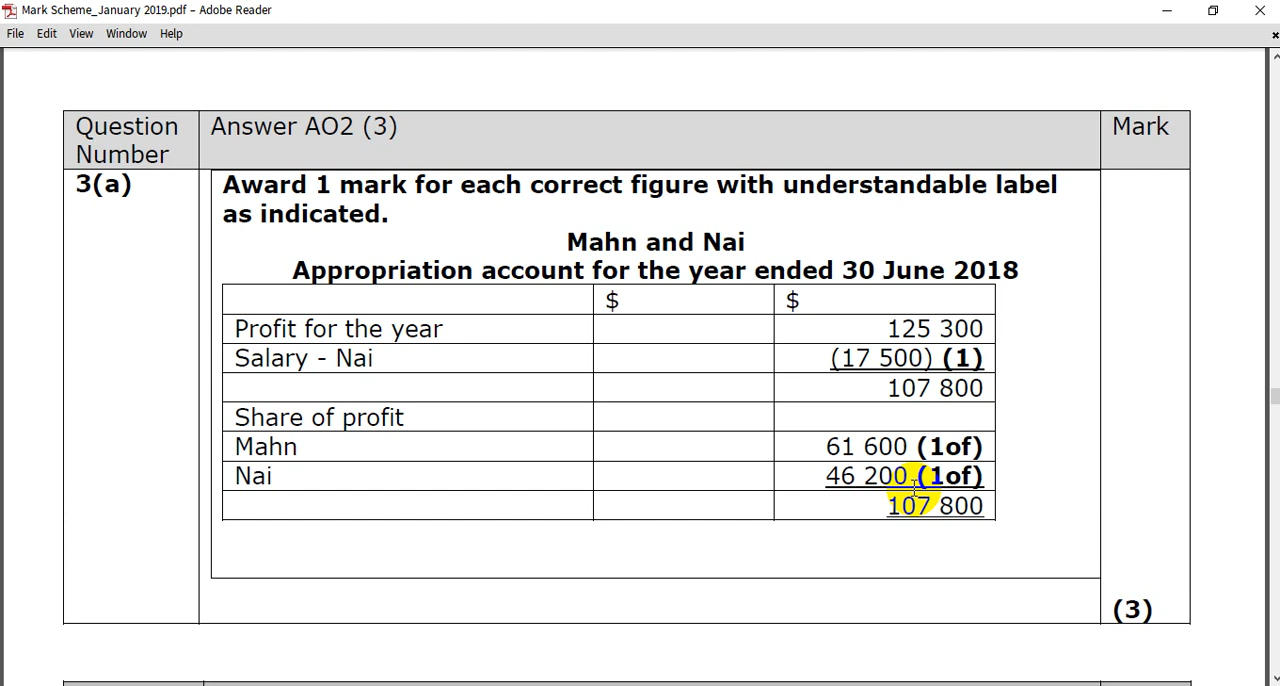 Mark Scheme_January 2019.pdf – Adobe Reader
File Edit View Window Help
Question Number Answer AO2 (3) Mark
3(a) Award 1 mark for each correct figure with understandable label
as indicated.
Mahn and Nai
Appropriation account for the year ended 30 June 2018
$ $
Profit for the year 125 300
Salary - Nai (17 500) (1)
107 800
Share of profit
Mahn 61 600 (1of)
Nai 46 200 (1of)
107 800
(3)